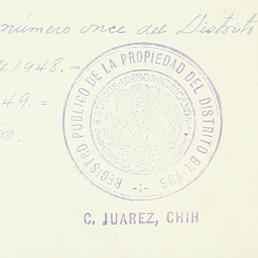 número once del Distrito
e 1948.=
49.=
REGISTRO PUBLICO DE LA PROPIEDAD DEL DISTRITO BRAVOS
C. JUAREZ, CHIH